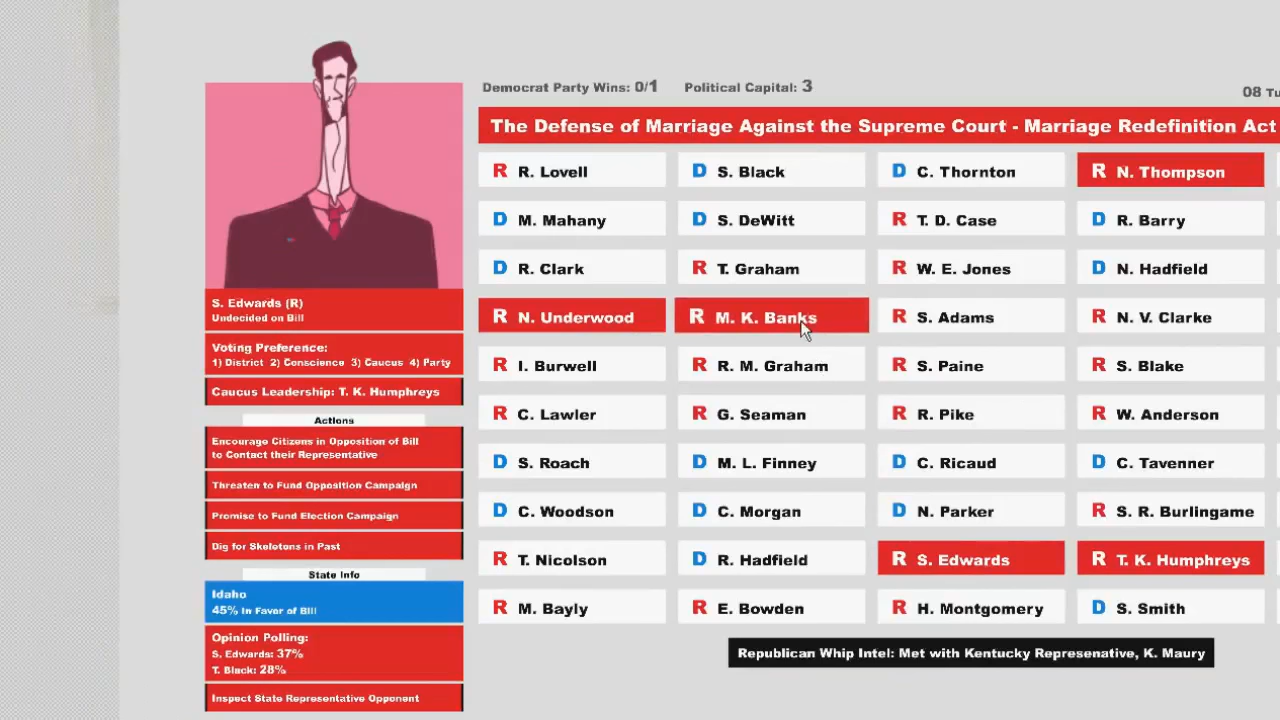 Democrat Party Wins: 0/1 Political Capital: 3
08 Tu
The Defense of Marriage Against the Supreme Court - Marriage Redefinition Act
R R. Lovell D S. Black D C. Thornton R N. Thompson
D M. Mahany D S. DeWitt R T. D. Case D R. Barry
D R. Clark R T. Graham R W. E. Jones D N. Hadfield
R N. Underwood R M. K. Banks R S. Adams R N. V. Clarke
R I. Burwell R R. M. Graham R S. Paine R S. Blake
R C. Lawler R G. Seaman R R. Pike R W. Anderson
D S. Roach D M. L. Finney D C. Ricaud D C. Tavenner
D C. Woodson D C. Morgan D N. Parker R S. R. Burlingame
R T. Nicolson D R. Hadfield R S. Edwards R T. K. Humphreys
R M. Bayly R E. Bowden R H. Montgomery D S. Smith
Republican Whip Intel: Met with Kentucky Represenative, K. Maury
S. Edwards (R)
Undecided on Bill
Voting Preference:
1) District 2) Conscience 3) Caucus 4) Party
Caucus Leadership: T. K. Humphreys
Actions
Encourage Citizens in Opposition of Bill
to Contact their Representative
Threaten to Fund Opposition Campaign
Promise to Fund Election Campaign
Dig for Skeletons in Past
State Info
Idaho
45% In Favor of Bill
Opinion Polling:
S. Edwards: 37%
T. Black: 28%
Inspect State Representative Opponent